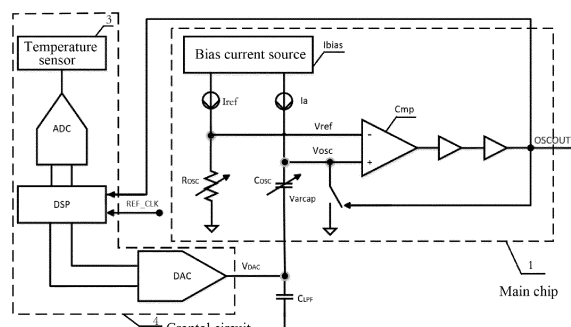 3
Temperature
sensor
Bias current source
Ibias
Iref
Ia
Cmp
ADC
Vref
-
OSCOUT
Vosc
+
ROSC
COSC
Varcap
DSP
REF_CLK
1
DAC
VDAC
Main chip
CLPF
4